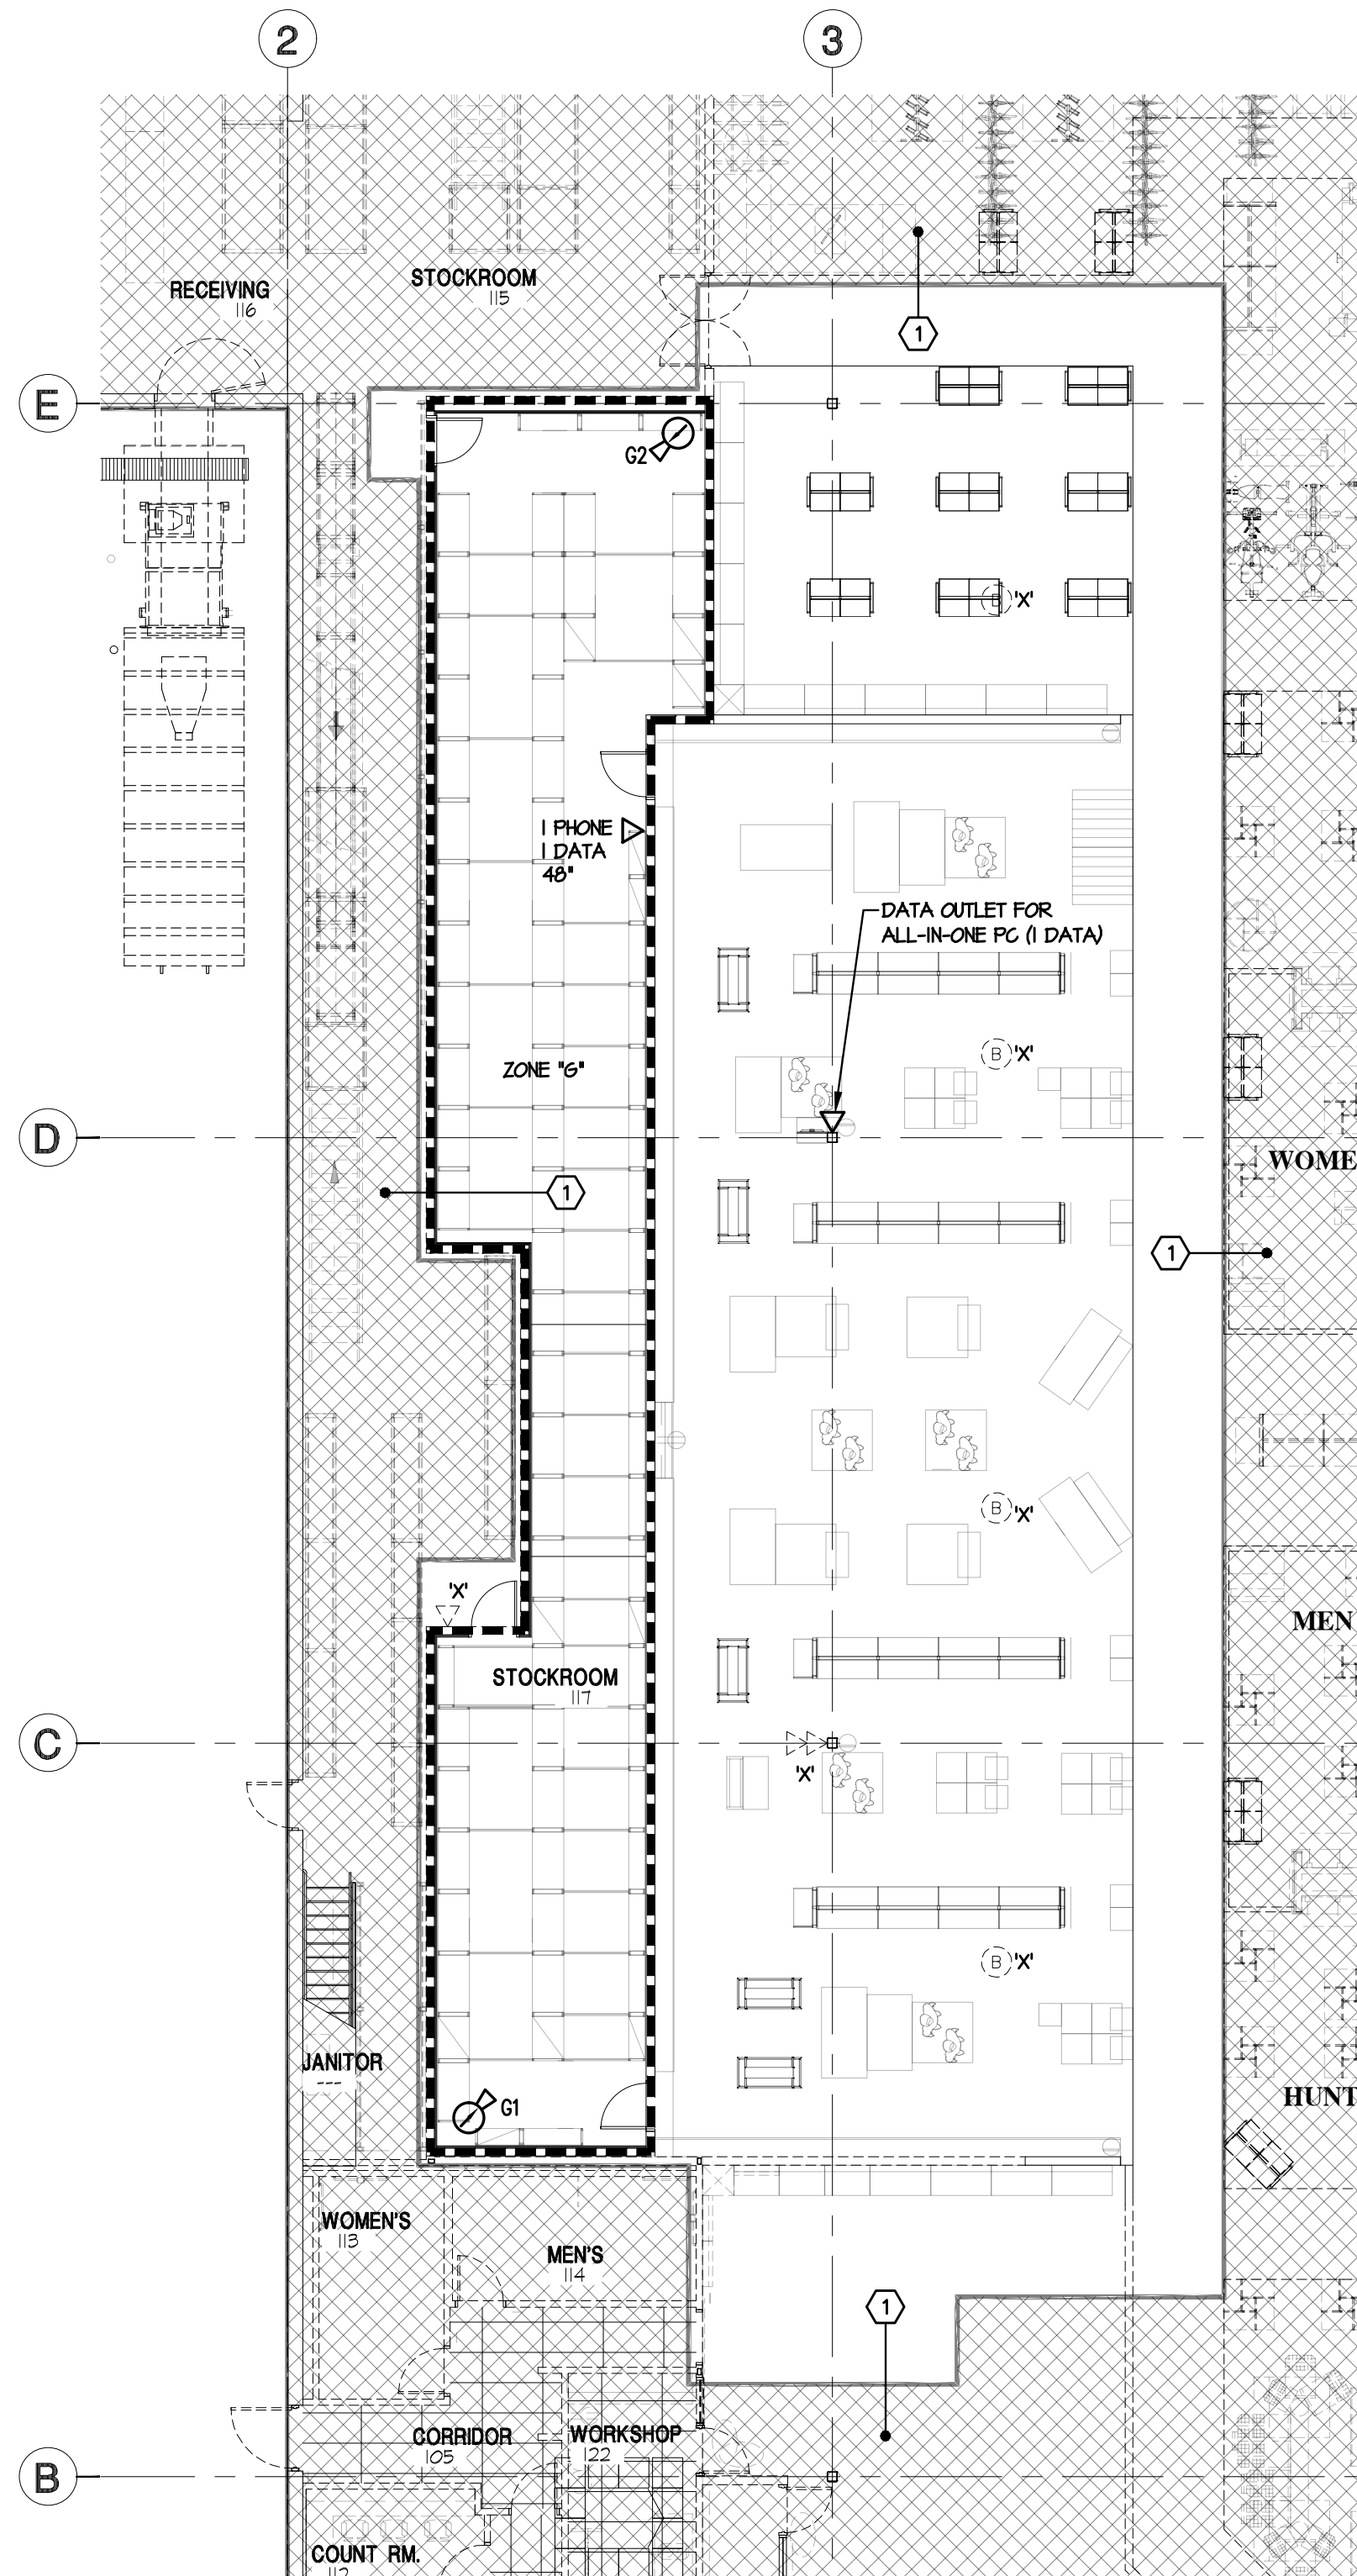 2
3
RECEIVING
116
STOCKROOM
115
1
E
G2
'X'
1 PHONE
1 DATA
48"
DATA OUTLET FOR
ALL-IN-ONE PC (1 DATA)
B 'X'
ZONE "G"
D
WOME
1
1
B 'X'
'X'
MEN
STOCKROOM
117
C
'X'
B 'X'
JANITOR
---
G1
HUNT
WOMEN'S
113
MEN'S
114
1
CORRIDOR
105
WORKSHOP
122
B
COUNT RM.
112